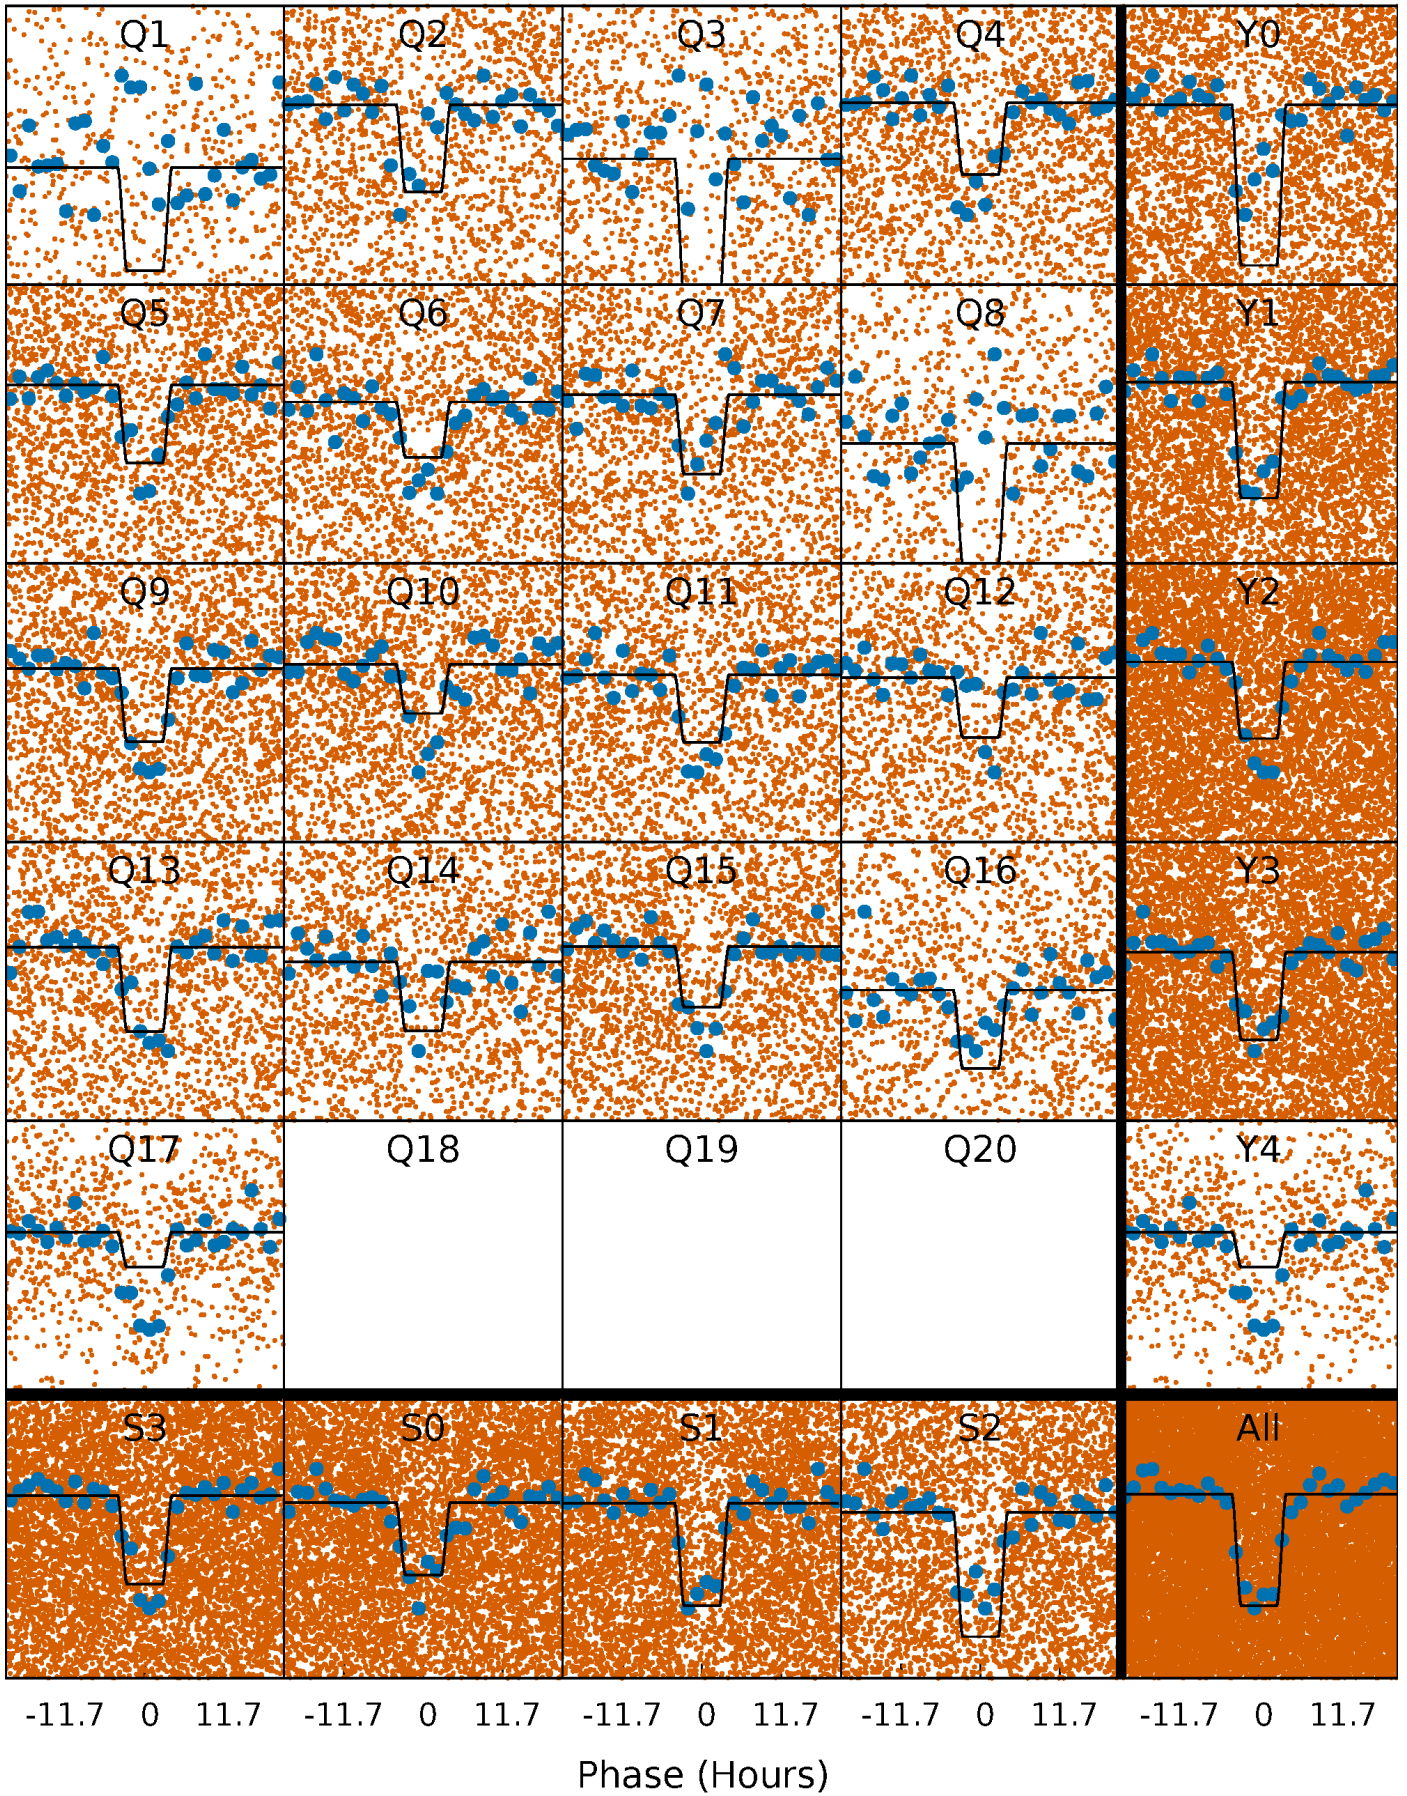 Q1 Q2 Q3 Q4 Y0
Q5 Q6 Q7 Q8 Y1
Q9 Q10 Q11 Q12 Y2
Q13 Q14 Q15 Q16 Y3
Q17 Q18 Q19 Q20 Y4
S3 S0 S1 S2 All
-11.7 0 11.7 -11.7 0 11.7 -11.7 0 11.7 -11.7 0 11.7 -11.7 0 11.7
Phase (Hours)